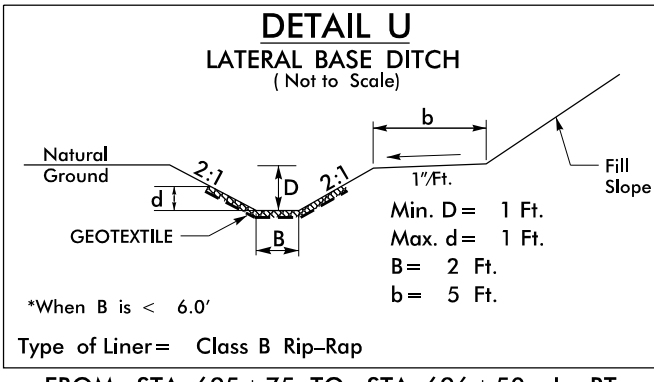 DETAIL U
LATERAL BASE DITCH
( Not to Scale)
b
Natural
Ground
2:1
D
2:1
1"/Ft.
Fill
Slope
d
GEOTEXTILE
B
Min. D = 1 Ft.
Max. d = 1 Ft.
B = 2 Ft.
b = 5 Ft.
*When B is < 6.0'
Type of Liner = Class B Rip-Rap